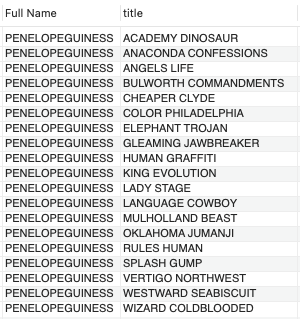 Full Name title
PENELOPEGUINESS ACADEMY DINOSAUR
PENELOPEGUINESS ANACONDA CONFESSIONS
PENELOPEGUINESS ANGELS LIFE
PENELOPEGUINESS BULWORTH COMMANDMENTS
PENELOPEGUINESS CHEAPER CLYDE
PENELOPEGUINESS COLOR PHILADELPHIA
PENELOPEGUINESS ELEPHANT TROJAN
PENELOPEGUINESS GLEAMING JAWBREAKER
PENELOPEGUINESS HUMAN GRAFFITI
PENELOPEGUINESS KING EVOLUTION
PENELOPEGUINESS LADY STAGE
PENELOPEGUINESS LANGUAGE COWBOY
PENELOPEGUINESS MULHOLLAND BEAST
PENELOPEGUINESS OKLAHOMA JUMANJI
PENELOPEGUINESS RULES HUMAN
PENELOPEGUINESS SPLASH GUMP
PENELOPEGUINESS VERTIGO NORTHWEST
PENELOPEGUINESS WESTWARD SEABISCUIT
PENELOPEGUINESS WIZARD COLDBLOODED